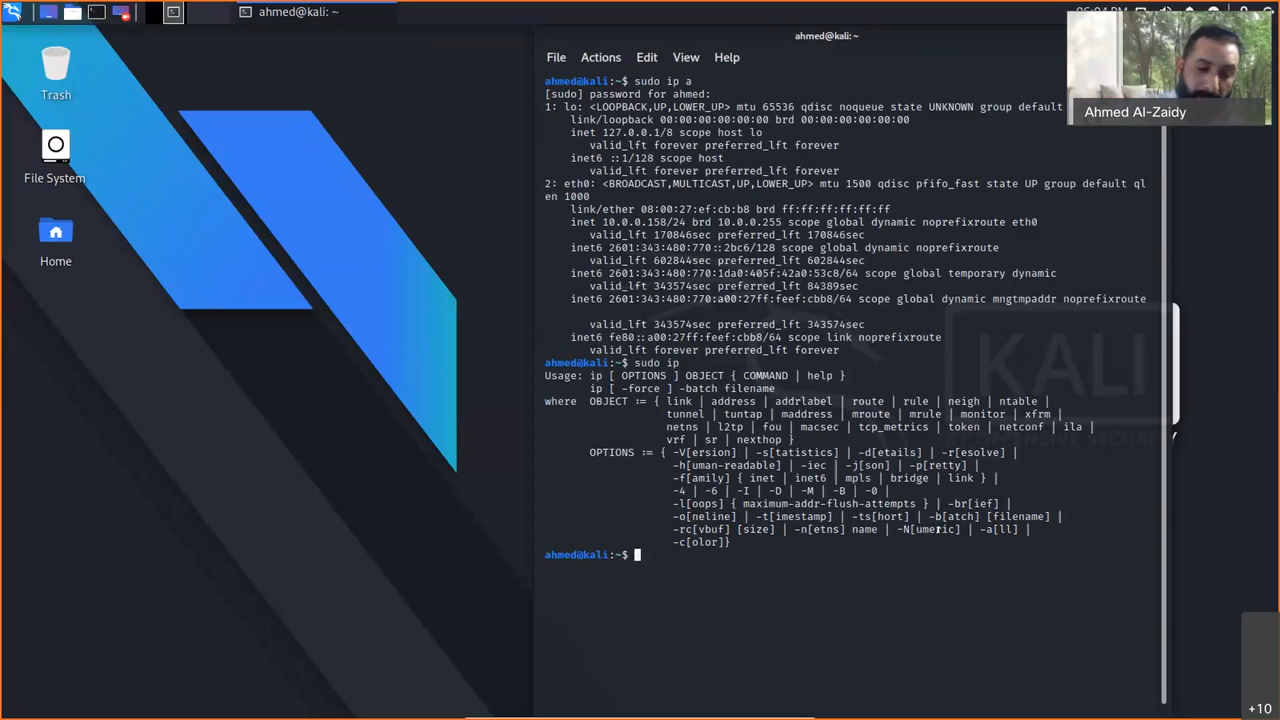 ahmed@kali: ~
06:04 PM
ahmed@kali: ~
File Actions Edit View Help
Trash
File System
Home
ahmed@kali:~$ sudo ip a
[sudo] password for ahmed:
1: lo: <LOOPBACK,UP,LOWER_UP> mtu 65536 qdisc noqueue state UNKNOWN group default
link/loopback 00:00:00:00:00:00 brd 00:00:00:00:00:00
inet 127.0.0.1/8 scope host lo
valid_lft forever preferred_lft forever
inet6 ::1/128 scope host
valid_lft forever preferred_lft forever
2: eth0: <BROADCAST,MULTICAST,UP,LOWER_UP> mtu 1500 qdisc pfifo_fast state UP group default ql
en 1000
link/ether 08:00:27:ef:cb:b8 brd ff:ff:ff:ff:ff:ff
inet 10.0.0.158/24 brd 10.0.0.255 scope global dynamic noprefixroute eth0
valid_lft 170846sec preferred_lft 170846sec
inet6 2601:343:480:770::2bc6/128 scope global dynamic noprefixroute
valid_lft 602844sec preferred_lft 602844sec
inet6 2601:343:480:770:1da0:405f:42a0:53c8/64 scope global temporary dynamic
valid_lft 343574sec preferred_lft 84389sec
inet6 2601:343:480:770:a00:27ff:feef:cbb8/64 scope global dynamic mngtmpaddr noprefixroute
valid_lft 343574sec preferred_lft 343574sec
inet6 fe80::a00:27ff:feef:cbb8/64 scope link noprefixroute
valid_lft forever preferred_lft forever
ahmed@kali:~$ sudo ip
Usage: ip [ OPTIONS ] OBJECT { COMMAND | help }
ip [ -force ] -batch filename
where OBJECT := { link | address | addrlabel | route | rule | neigh | ntable |
tunnel | tuntap | maddress | mroute | mrule | monitor | xfrm |
netns | l2tp | fou | macsec | tcp_metrics | token | netconf | ila |
vrf | sr | nexthop }
OPTIONS := { -V[ersion] | -s[tatistics] | -d[etails] | -r[esolve] |
-h[uman-readable] | -iec | -j[son] | -p[retty] |
-f[amily] { inet | inet6 | mpls | bridge | link } |
-4 | -6 | -I | -D | -M | -B | -0 |
-l[oops] { maximum-addr-flush-attempts } | -br[ief] |
-o[neline] | -t[imestamp] | -ts[hort] | -b[atch] [filename] |
-rc[vbuf] [size] | -n[etns] name | -N[umeric] | -a[ll] |
-c[olor]}
ahmed@kali:~$
KALI
BY OFFENSIVE SECURITY
Ahmed Al-Zaidy
+10